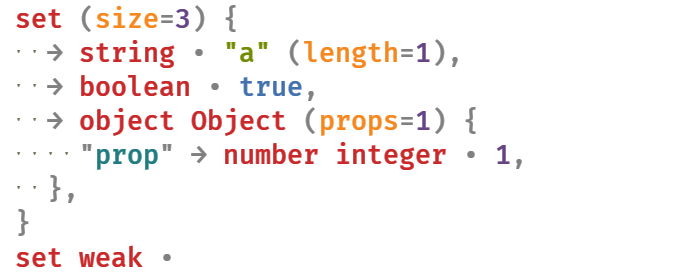 set (size=3) {
··→ string • "a" (length=1),
··→ boolean • true,
··→ object Object (props=1) {
····"prop" → number integer • 1,
··},
}
set weak •